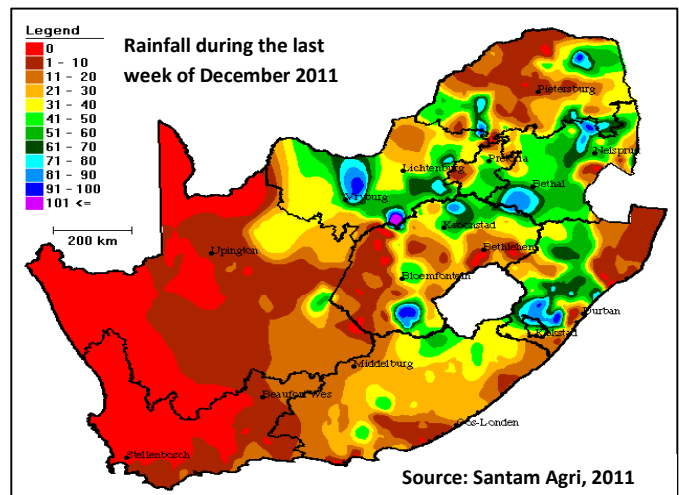 Legend
0
1 - 10
11 - 20
21 - 30
31 - 40
41 - 50
51 - 60
61 - 70
71 - 80
81 - 90
91 - 100
101 <=
200 km
Rainfall during the last
week of December 2011
Pietersburg
Nelspruit
Lichtenburg
Pretoria
Bethal
Vryburg
Kroonstad
Upington
Bethlehem
Bloemfontein
Durban
Kokstad
Middelburg
Beaufort Wes
Oos-Londen
Stellenbosch
Source: Santam Agri, 2011